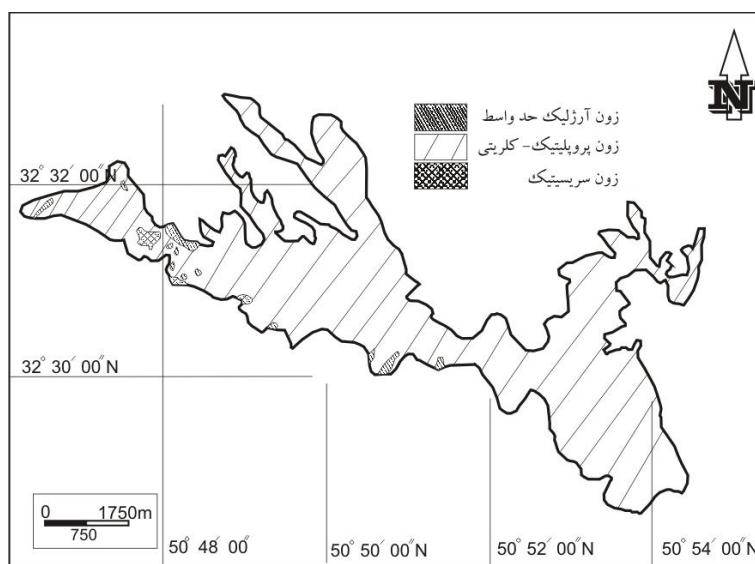 N
زون آرژلیک حد واسط
زون پروپلیتیک - کلریتی
زون سریسیتیک
32° 32′ 00″ N
32° 30′ 00″ N
0 1750m
750
50° 48′ 00″
50° 50′ 00″ N
50° 52′ 00″ N
50° 54′ 00″ N